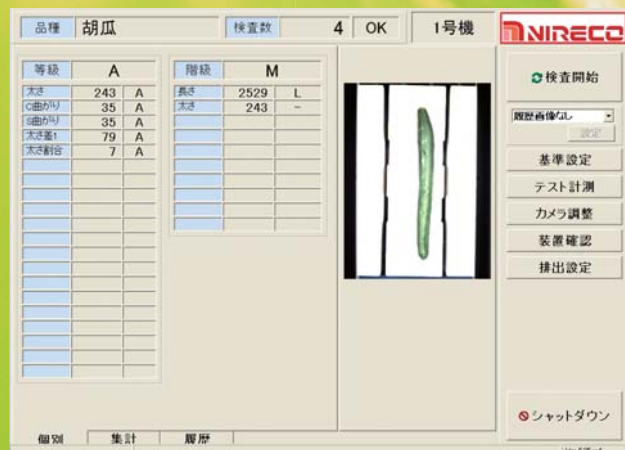 品種 胡瓜 検査数 4 OK 1号機 NIRECO
等級 A
太さ 243 A
C曲がり 35 A
S曲がり 35 A
太さ差1 79 A
太さ割合 7 A
階級 M
長さ 2529 L
太さ 243 -
検査開始
履歴画像なし
設定
基準設定
テスト計測
カメラ調整
装置確認
排出設定
シャットダウン
個別 集計 履歴